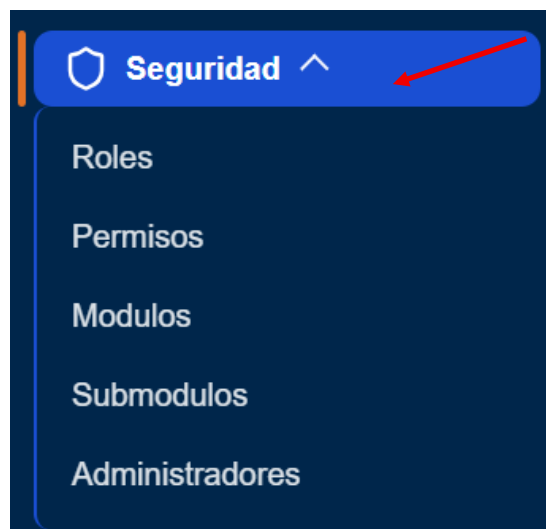 Seguridad
Roles
Permisos
Modulos
Submodulos
Administradores